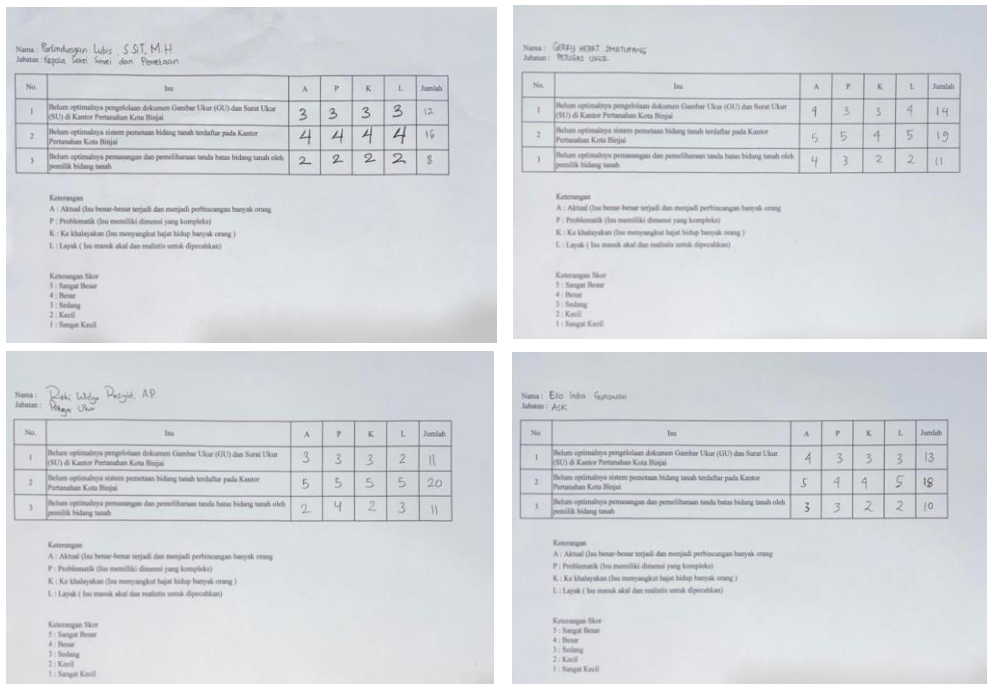 Nama : Parlindungan Lubis, S.SIT, M.H
Jabatan : Kepala Seksi Survei dan Pemetaan
No. Isu A P K L Jumlah
1 Belum optimalnya pengelolaan dokumen Gambar Ukur (GU) dan Surat Ukur
(SU) di Kantor Pertanahan Kota Binjai 3 3 3 3 12
2 Belum optimalnya sistem pemetaan bidang tanah terdaftar pada Kantor
Pertanahan Kota Binjai 4 4 4 4 16
3 Belum optimalnya pemasangan dan pemeliharaan tanda batas bidang tanah oleh
pemilik bidang tanah 2 2 2 2 8
Keterangan
A : Aktual (Isu benar-benar terjadi dan menjadi perbincangan banyak orang
P : Problematik (Isu memiliki dimensi yang kompleks)
K : Ke khalayakan (Isu menyangkut hajat hidup banyak orang )
L : Layak ( Isu masuk akal dan realistis untuk dipecahkan)
Keterangan Skor
5 : Sangat Besar
4 : Besar
3 : Sedang
2 : Kecil
1 : Sangat Kecil
Nama : GERRY HENRT SIMATUPANG
Jabatan : PETUGAS UKUR
No. Isu A P K L Jumlah
1 Belum optimalnya pengelolaan dokumen Gambar Ukur (GU) dan Surat Ukur
(SU) di Kantor Pertanahan Kota Binjai 4 3 3 4 14
2 Belum optimalnya sistem pemetaan bidang tanah terdaftar pada Kantor
Pertanahan Kota Binjai 5 5 4 5 19
3 Belum optimalnya pemasangan dan pemeliharaan tanda batas bidang tanah oleh
pemilik bidang tanah 4 3 2 2 11
Keterangan
A : Aktual (Isu benar-benar terjadi dan menjadi perbincangan banyak orang
P : Problematik (Isu memiliki dimensi yang kompleks)
K : Ke khalayakan (Isu menyangkut hajat hidup banyak orang )
L : Layak ( Isu masuk akal dan realistis untuk dipecahkan)
Keterangan Skor
5 : Sangat Besar
4 : Besar
3 : Sedang
2 : Kecil
1 : Sangat Kecil
Nama : Rasyid, AP
Jabatan : Petugas Ukur
No. Isu A P K L Jumlah
1 Belum optimalnya pengelolaan dokumen Gambar Ukur (GU) dan Surat Ukur
(SU) di Kantor Pertanahan Kota Binjai 3 3 3 2 11
2 Belum optimalnya sistem pemetaan bidang tanah terdaftar pada Kantor
Pertanahan Kota Binjai 5 5 5 5 20
3 Belum optimalnya pemasangan dan pemeliharaan tanda batas bidang tanah oleh
pemilik bidang tanah 2 4 2 3 11
Keterangan
A : Aktual (Isu benar-benar terjadi dan menjadi perbincangan banyak orang
P : Problematik (Isu memiliki dimensi yang kompleks)
K : Ke khalayakan (Isu menyangkut hajat hidup banyak orang )
L : Layak ( Isu masuk akal dan realistis untuk dipecahkan)
Keterangan Skor
5 : Sangat Besar
4 : Besar
3 : Sedang
2 : Kecil
1 : Sangat Kecil
Nama : Eko Indra Gunawan
Jabatan : ASK
No. Isu A P K L Jumlah
1 Belum optimalnya pengelolaan dokumen Gambar Ukur (GU) dan Surat Ukur
(SU) di Kantor Pertanahan Kota Binjai 4 3 3 3 13
2 Belum optimalnya sistem pemetaan bidang tanah terdaftar pada Kantor
Pertanahan Kota Binjai 5 4 4 5 18
3 Belum optimalnya pemasangan dan pemeliharaan tanda batas bidang tanah oleh
pemilik bidang tanah 3 3 2 2 10
Keterangan
A : Aktual (Isu benar-benar terjadi dan menjadi perbincangan banyak orang
P : Problematik (Isu memiliki dimensi yang kompleks)
K : Ke khalayakan (Isu menyangkut hajat hidup banyak orang )
L : Layak ( Isu masuk akal dan realistis untuk dipecahkan)
Keterangan Skor
5 : Sangat Besar
4 : Besar
3 : Sedang
2 : Kecil
1 : Sangat Kecil